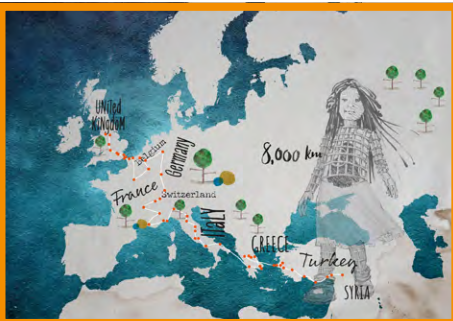 UNited
KiNGDOM
Belgium
Germany
8,000 km
France
Switzerland
ITALY
GREECE
Turkey
SYRIA